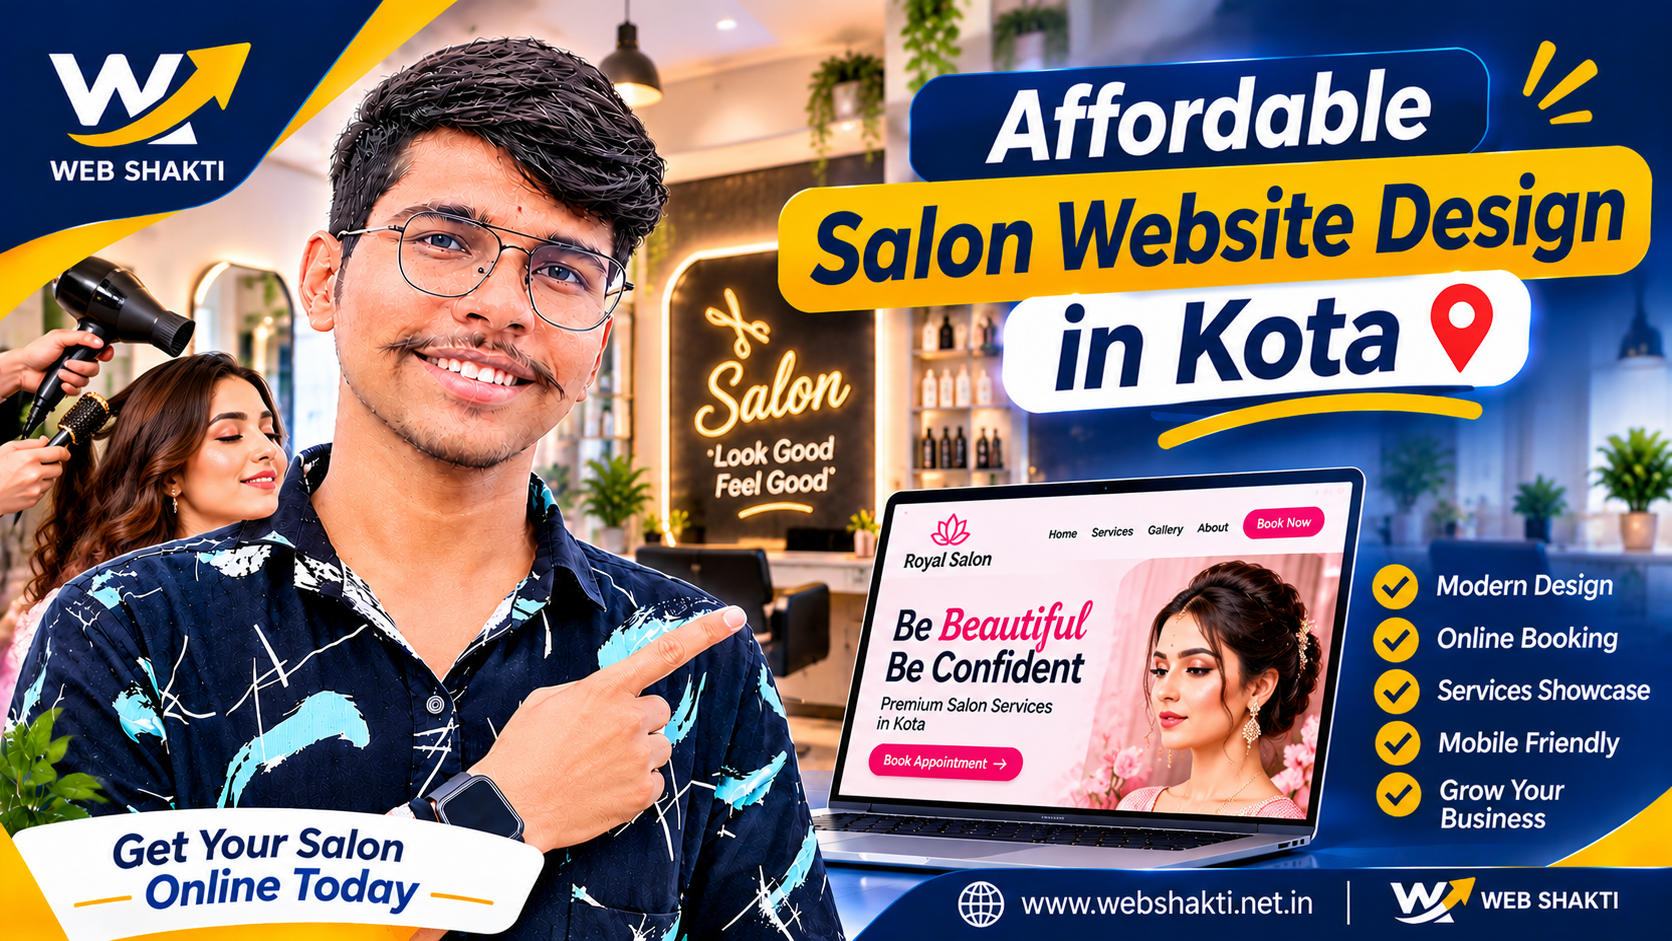 WEB SHAKTI
Affordable
Salon Website Design
in Kota
Salon
"Look Good
Feel Good"
Royal Salon
Home Services Gallery About Book Now
Be Beautiful
Be Confident
Premium Salon Services
in Kota
Book Appointment →
Modern Design
Online Booking
Services Showcase
Mobile Friendly
Grow Your
Business
Get Your Salon
Online Today
www.webshakti.net.in
WEB SHAKTI